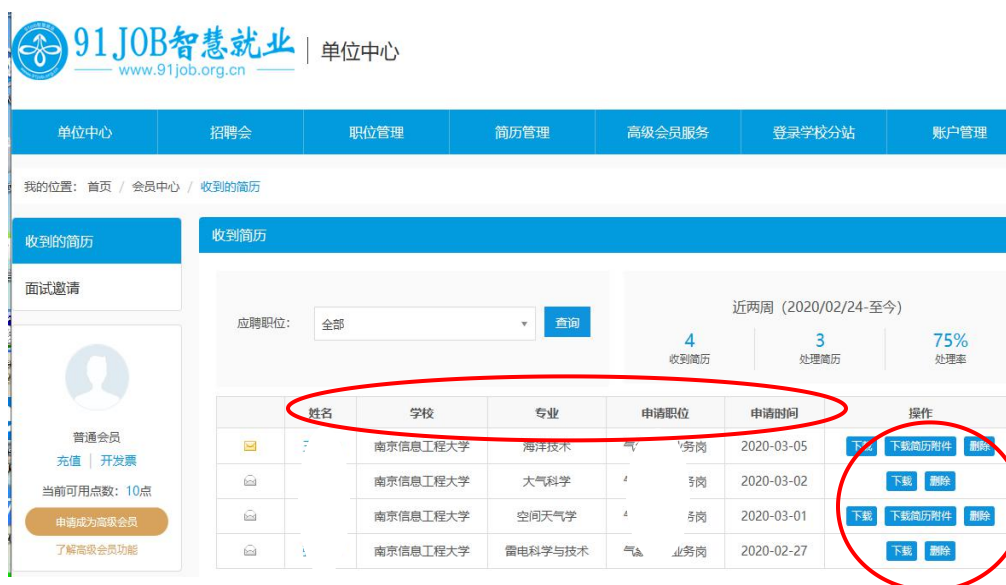 91JOB智慧就业 单位中心
www.91job.org.cn
单位中心 招聘会 职位管理 简历管理 高级会员服务 登录学校分站 账户管理
我的位置：首页 / 会员中心 / 收到的简历
收到的简历
面试邀请
普通会员
充值 | 开发票
当前可用点数：10点
申请成为高级会员
了解高级会员功能
收到简历
应聘职位： 全部 查询
近两周（2020/02/24-至今）
4 3 75%
收到简历 处理简历 处理率
姓名 学校 专业 申请职位 申请时间 操作
南京信息工程大学 海洋技术 务岗 2020-03-05 下载 下载简历附件 删除
南京信息工程大学 大气科学 务岗 2020-03-02 下载 删除
南京信息工程大学 空间天气学 务岗 2020-03-01 下载 下载简历附件 删除
南京信息工程大学 雷电科学与技术 业务岗 2020-02-27 下载 删除